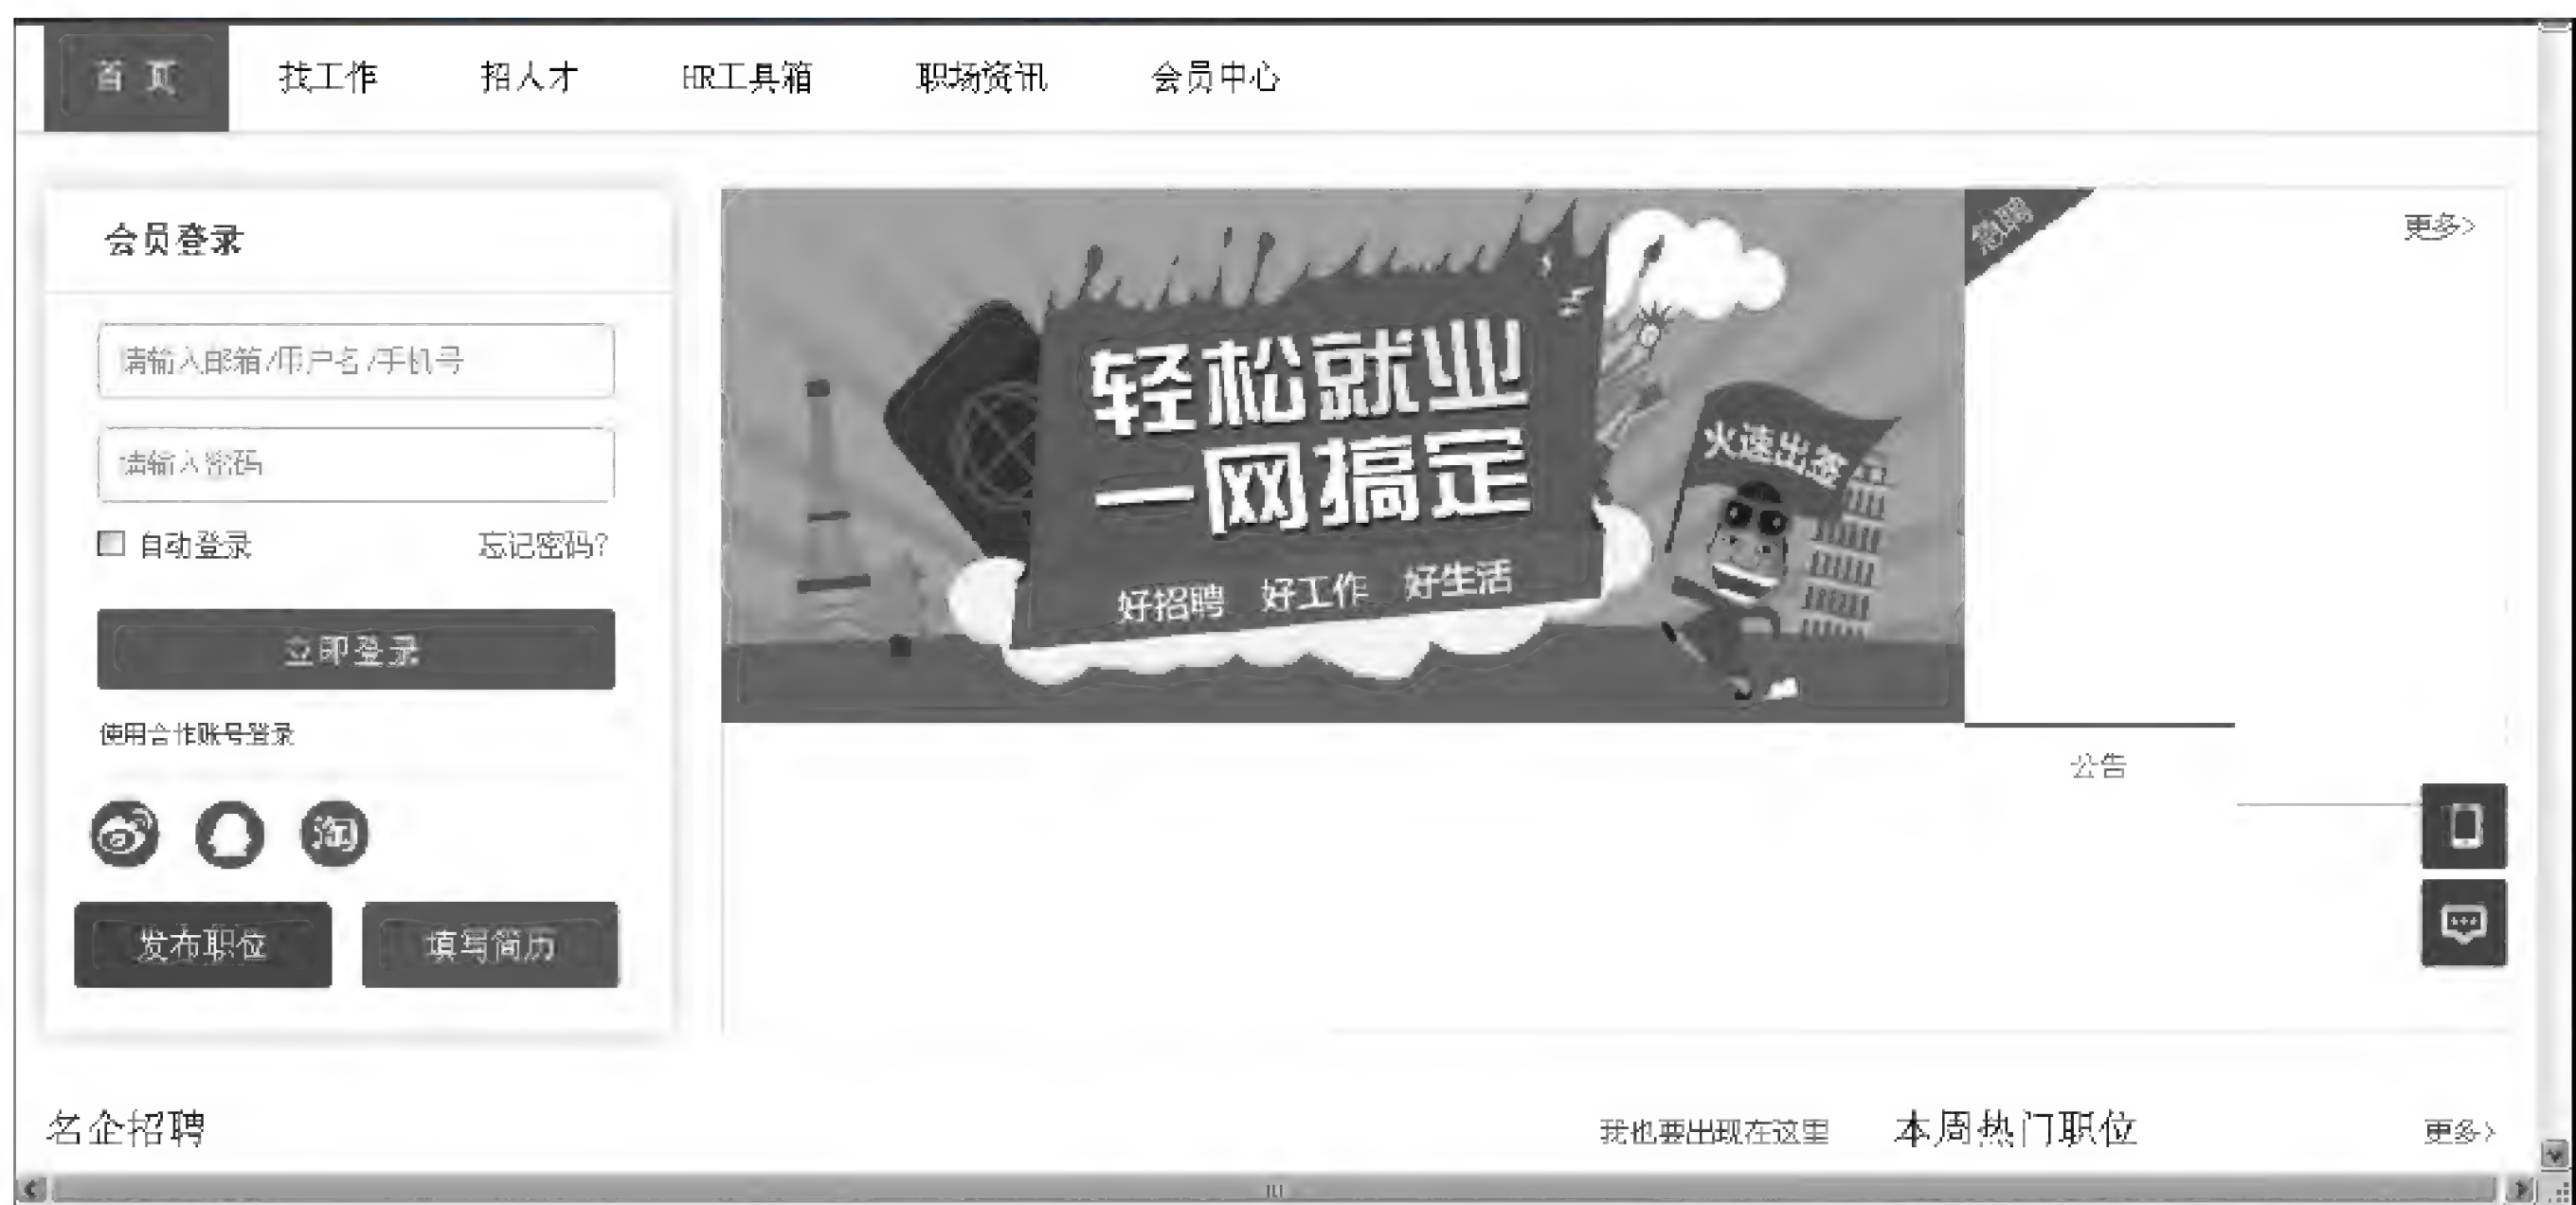 首 页 找工作 招人才 HR工具箱 职场资讯 会员中心
会员登录
请输入邮箱/用户名/手机号
请输入密码
自动登录 忘记密码?
立即登录
使用合作账号登录
淘
发布职位 填写简历
轻松就业
一网搞定
好招聘 好工作 好生活
火速出签
急聘
更多>
公告
名企招聘 我也要出现在这里 本周热门职位 更多>